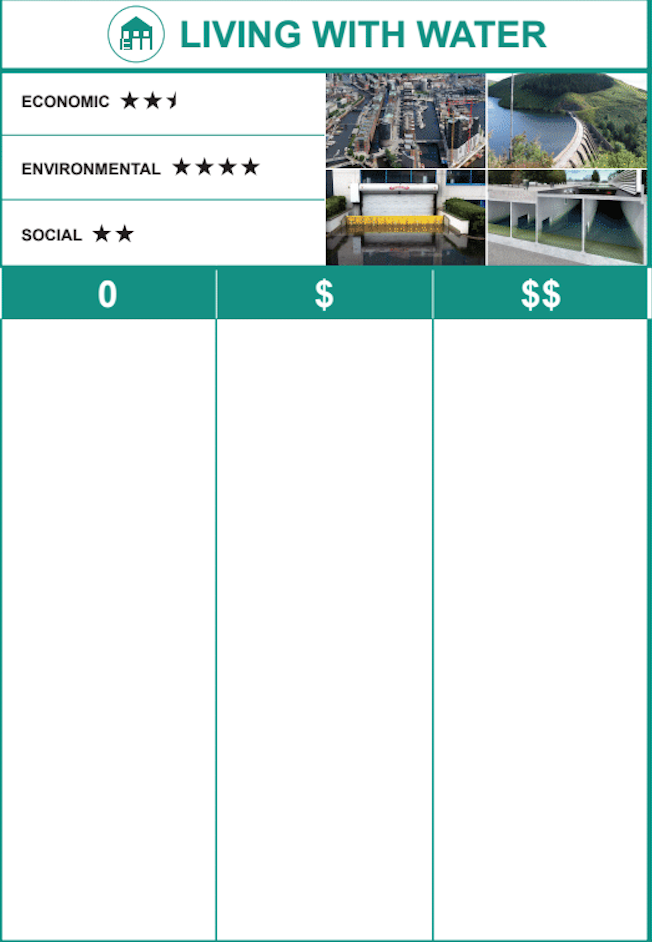 LIVING WITH WATER
ECONOMIC ★★⯨
ENVIRONMENTAL ★★★★
SOCIAL ★★
0 $ $$